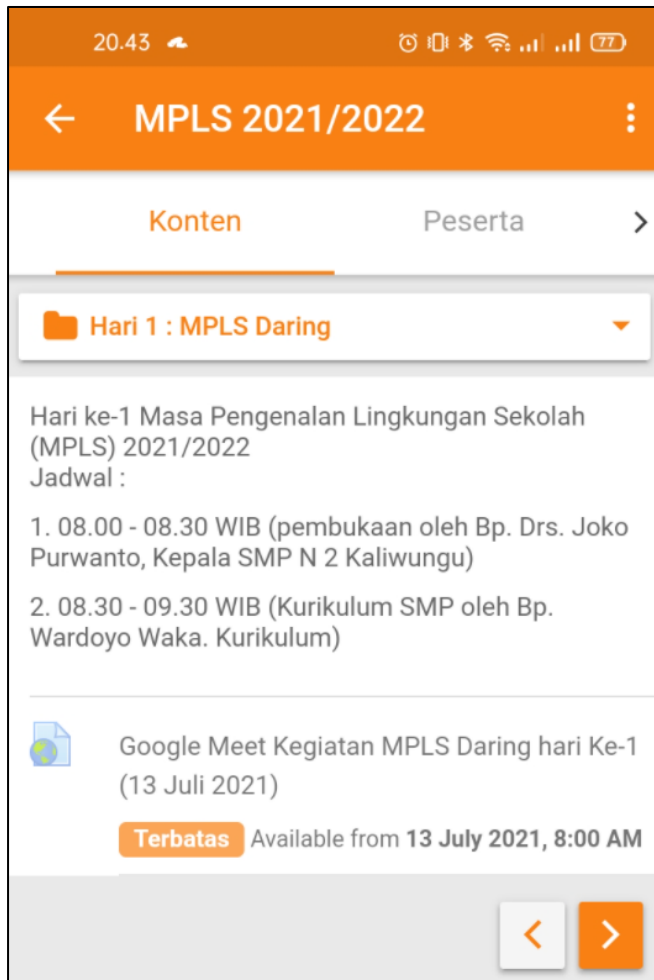 20.43
77
MPLS 2021/2022
Konten
Peserta
Hari 1 : MPLS Daring
Hari ke-1 Masa Pengenalan Lingkungan Sekolah
(MPLS) 2021/2022
Jadwal :
1. 08.00 - 08.30 WIB (pembukaan oleh Bp. Drs. Joko
Purwanto, Kepala SMP N 2 Kaliwungu)
2. 08.30 - 09.30 WIB (Kurikulum SMP oleh Bp.
Wardoyo Waka. Kurikulum)
Google Meet Kegiatan MPLS Daring hari Ke-1
(13 Juli 2021)
Terbatas Available from 13 July 2021, 8:00 AM